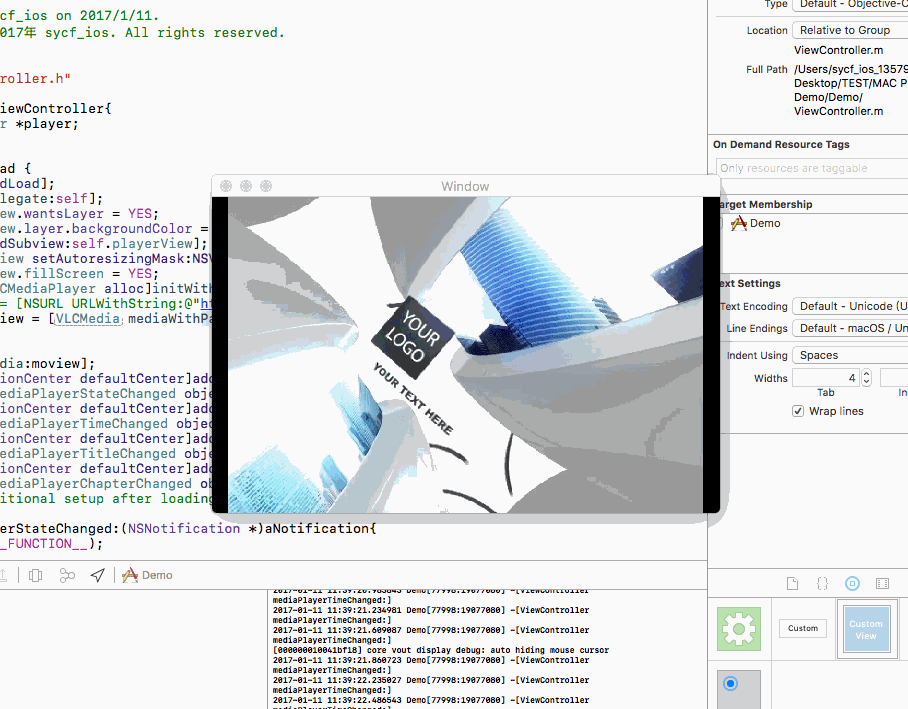 cf_ios on 2017/1/11.
017年 sycf_ios. All rights reserved.
roller.h"
iewController{
r *player;
ad {
dLoad];
legate:self];
ew.wantsLayer = YES;
ew.layer.backgroundColor =
dSubview:self.playerView];
iew setAutoresizingMask:NSV
ew.fillScreen = YES;
CMediaPlayer alloc]initWith
= [NSURL URLWithString:@"ht
iew = [VLCMedia mediaWithPa
dia:moview];
ionCenter defaultCenter]add
ediaPlayerStateChanged obje
ionCenter defaultCenter]add
ediaPlayerTimeChanged objec
ionCenter defaultCenter]add
ediaPlayerTitleChanged obje
ionCenter defaultCenter]add
ediaPlayerChapterChanged ob
itional setup after loading
erStateChanged:(NSNotification *)aNotification{
_FUNCTION__);
Window
YOUR
LOGO
YOUR TEXT HERE
Demo
2017-01-11 11:39:20.983843 Demo[77998:19077080] -[ViewController
mediaPlayerTimeChanged:]
2017-01-11 11:39:21.234981 Demo[77998:19077080] -[ViewController
mediaPlayerTimeChanged:]
2017-01-11 11:39:21.609087 Demo[77998:19077080] -[ViewController
mediaPlayerTimeChanged:]
[000000010041bf18] core vout display debug: auto hiding mouse cursor
2017-01-11 11:39:21.860723 Demo[77998:19077080] -[ViewController
mediaPlayerTimeChanged:]
2017-01-11 11:39:22.235027 Demo[77998:19077080] -[ViewController
mediaPlayerTimeChanged:]
2017-01-11 11:39:22.486543 Demo[77998:19077080] -[ViewController
mediaPlayerTimeChanged:]
Type Default - Objective-C
Location Relative to Group
ViewController.m
Full Path /Users/sycf_ios_13579
Desktop/TEST/MAC P
Demo/Demo/
ViewController.m
On Demand Resource Tags
Only resources are taggable
arget Membership
Demo
ext Settings
Text Encoding Default - Unicode (U
Line Endings Default - macOS / Un
Indent Using Spaces
Widths 4
Tab In
Wrap lines
Custom
Custom
View